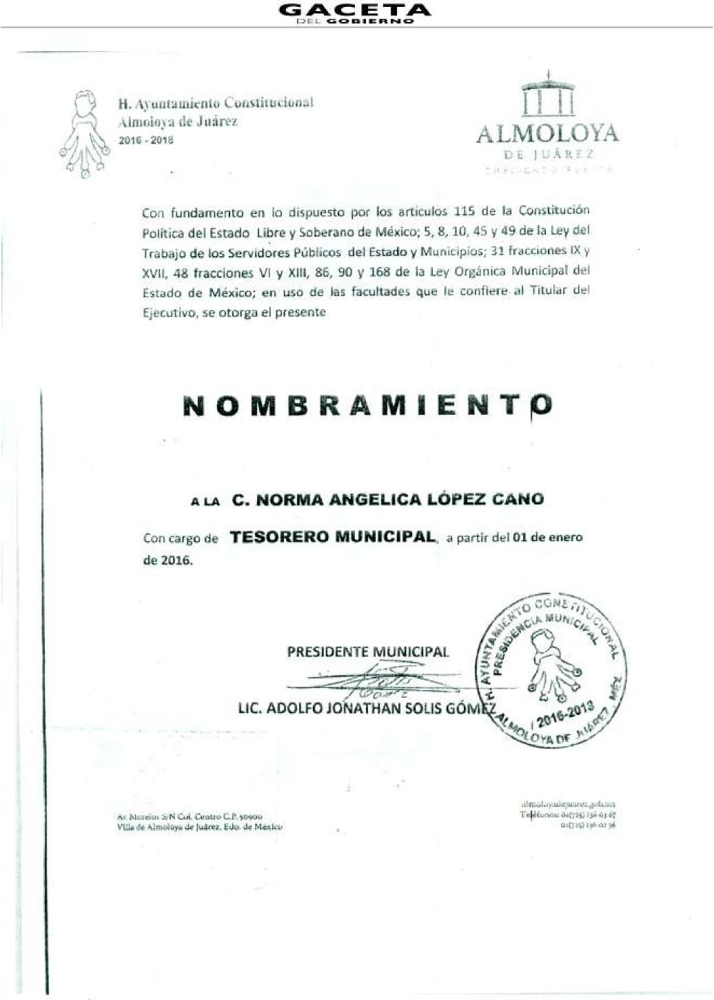 GACETA
DEL GOBIERNO
H. Ayuntamiento Constitucional
Almoloya de Juárez
2016 - 2018
ALMOLOYA
DE JUÁREZ
CRECIENDO FUERTE
Con fundamento en lo dispuesto por los artículos 115 de la Constitución
Política del Estado Libre y Soberano de México; 5, 8, 10, 45 y 49 de la Ley del
Trabajo de los Servidores Públicos del Estado y Municipios; 31 fracciones IX y
XVII, 48 fracciones VI y XIII, 86, 90 y 168 de la Ley Orgánica Municipal del
Estado de México; en uso de las facultades que le confiere al Titular del
Ejecutivo, se otorga el presente
NOMBRAMIENTO
A LA C. NORMA ANGELICA LÓPEZ CANO
Con cargo de TESORERO MUNICIPAL, a partir del 01 de enero
de 2016.
PRESIDENTE MUNICIPAL
LIC. ADOLFO JONATHAN SOLIS GÓMEZ
H. AYUNTAMIENTO CONSTITUCIONAL
PRESIDENCIA MUNICIPAL
2016-2018
ALMOLOYA DE JUÁREZ, MÉX
Av. Morelos S/N Col. Centro C.P. 50900
Villa de Almoloya de Juárez, Edo. de México
almoloyadejuarez.gob.mx
Teléfonos: 01(725) 136 03 67
01(725) 136 02 56